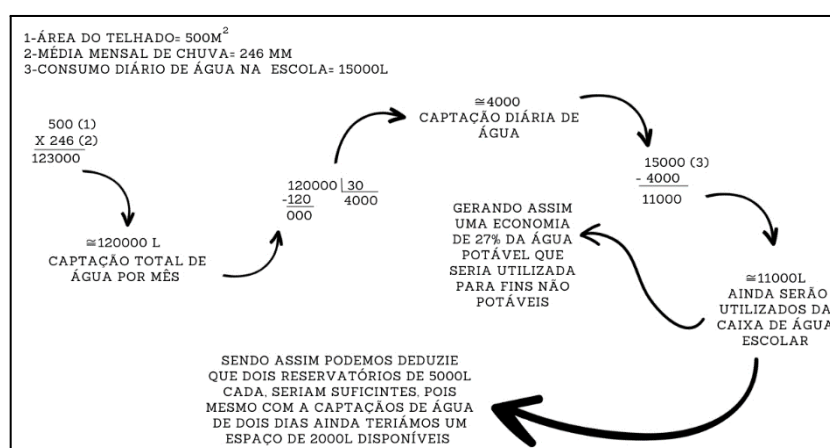 1-ÁREA DO TELHADO= 500M²
2-MÉDIA MENSAL DE CHUVA= 246 MM
3-CONSUMO DIÁRIO DE ÁGUA NA ESCOLA= 15000L
500 (1)
X 246 (2)
123000
≅120000 L
CAPTAÇÃO TOTAL DE
ÁGUA POR MÊS
120000 30
-120 4000
000
≅4000
CAPTAÇÃO DIÁRIA DE
ÁGUA
15000 (3)
- 4000
11000
≅11000L
AINDA SERÃO
UTILIZADOS DA
CAIXA DE ÁGUA
ESCOLAR
GERANDO ASSIM
UMA ECONOMIA
DE 27% DA ÁGUA
POTÁVEL QUE
SERIA UTILIZADA
PARA FINS NÃO
POTÁVEIS
SENDO ASSIM PODEMOS DEDUZIE
QUE DOIS RESERVATÓRIOS DE 5000L
CADA, SERIAM SUFICINTES, POIS
MESMO COM A CAPTAÇÃOS DE ÁGUA
DE DOIS DIAS AINDA TERIÁMOS UM
ESPAÇO DE 2000L DISPONÍVEIS